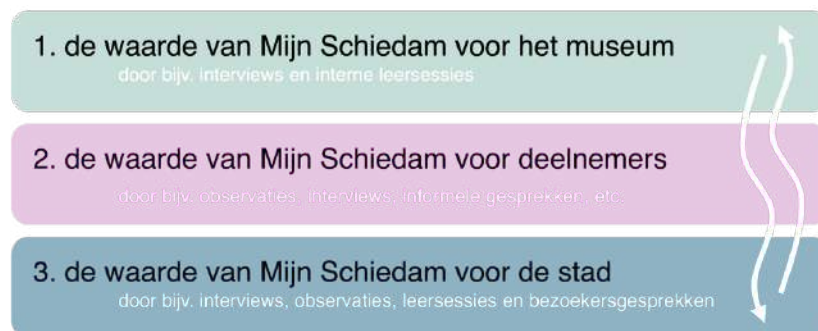 1. de waarde van Mijn Schiedam voor het museum
door bijv. interviews en interne leersessies
2. de waarde van Mijn Schiedam voor deelnemers
door bijv. observaties, interviews, informele gesprekken, etc.
3. de waarde van Mijn Schiedam voor de stad
door bijv. interviews, observaties, leersessies en bezoekersgesprekken